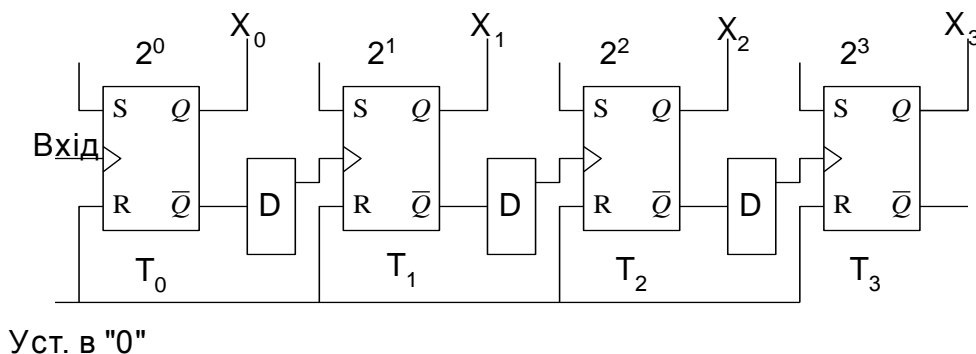 X₀ X₁ X₂ X₃
2⁰ 2¹ 2² 2³
S Q S Q S Q S Q
Вхід
R Q̅ D R Q̅ D R Q̅ D R Q̅
T₀ T₁ T₂ T₃
Уст. в "0"